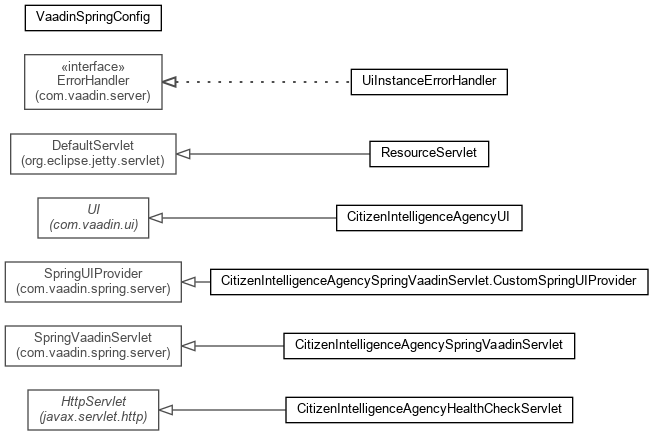 VaadinSpringConfig
«interface»
ErrorHandler
(com.vaadin.server)
UiInstanceErrorHandler
DefaultServlet
(org.eclipse.jetty.servlet)
ResourceServlet
UI
(com.vaadin.ui)
CitizenIntelligenceAgencyUI
SpringUIProvider
(com.vaadin.spring.server)
CitizenIntelligenceAgencySpringVaadinServlet.CustomSpringUIProvider
SpringVaadinServlet
(com.vaadin.spring.server)
CitizenIntelligenceAgencySpringVaadinServlet
HttpServlet
(javax.servlet.http)
CitizenIntelligenceAgencyHealthCheckServlet